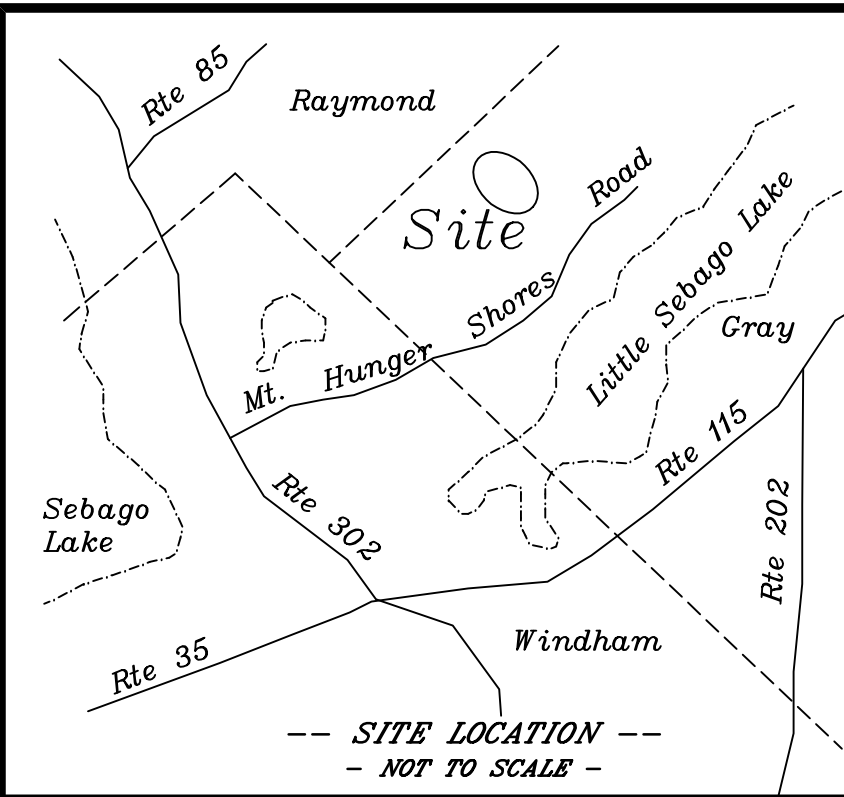 Rte 85
Raymond
Site
Road
Little Sebago Lake
Shores
Gray
Mt. Hunger
Rte 115
Sebago
Lake
Rte 302
Rte 202
Windham
Rte 35
-- SITE LOCATION --
- NOT TO SCALE -